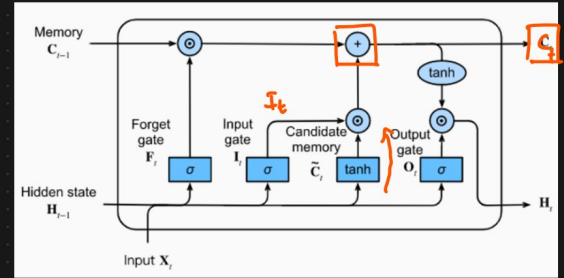 Memory
C_{t-1}
+
C_t
tanh
I_t
Forget
gate
F_t
Input
gate
I_t
Candidate
memory
C̃_t
Output
gate
O_t
σ
σ
tanh
σ
Hidden state
H_{t-1}
H_t
Input X_t